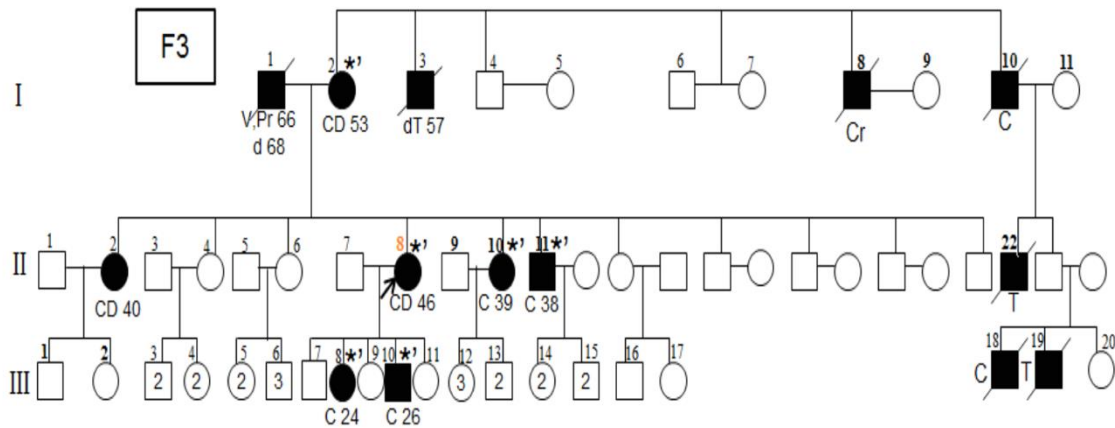 F3
1 2 *’ 3 4 5 6 7 8 9 10 11
I
V,Pr 66 CD 53 dT 57 Cr C
d 68
1 2 3 4 5 6 7 8 *’ 9 10 *’ 11 *’ 22
II
CD 40 CD 46 C 39 C 38 T
1 2 3 4 5 6 7 8 *’ 9 10 *’ 11 12 13 14 15 16 17 18 19 20
III
2 2 2 3 3 2 2 2 C T
C 24 C 26